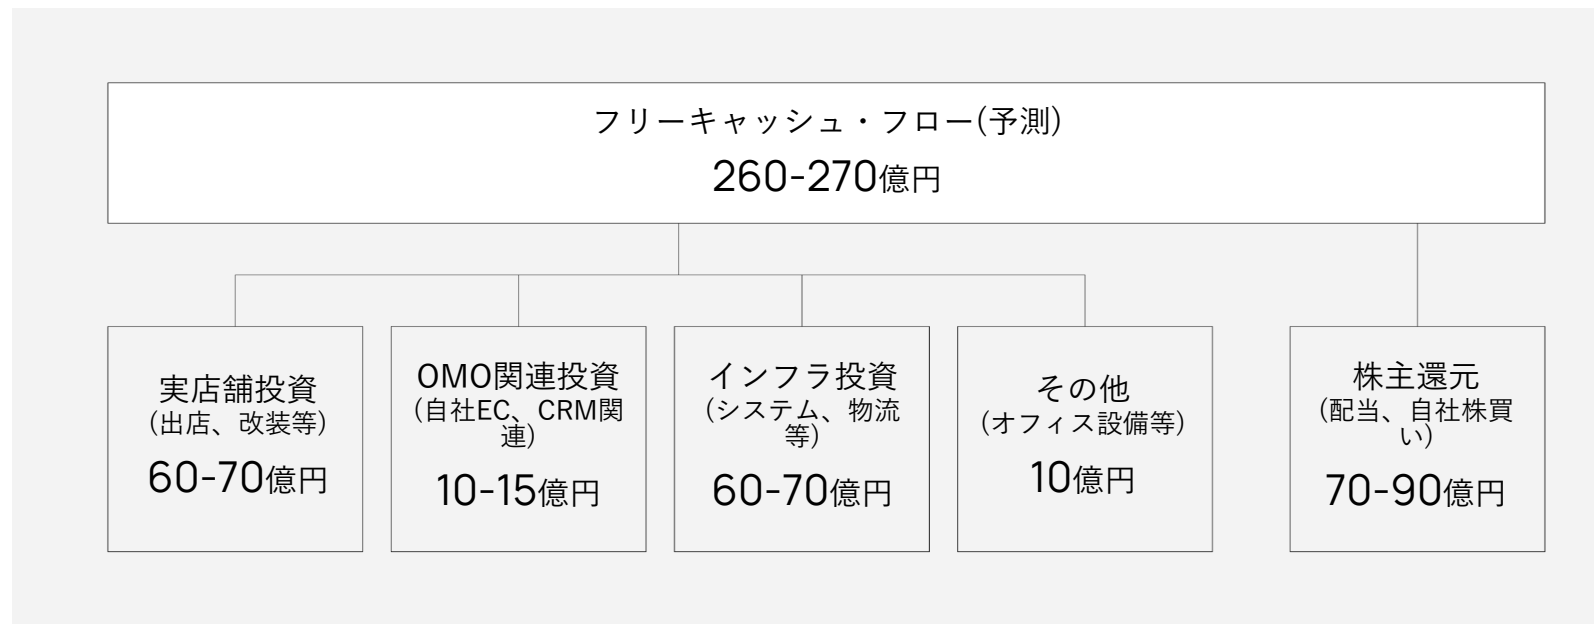 フリーキャッシュ・フロー(予測)
260-270億円
実店舗投資
(出店、改装等)
60-70億円
OMO関連投資
(自社EC、CRM関
連)
10-15億円
インフラ投資
(システム、物流
等)
60-70億円
その他
(オフィス設備等)
10億円
株主還元
(配当、自社株買
い)
70-90億円